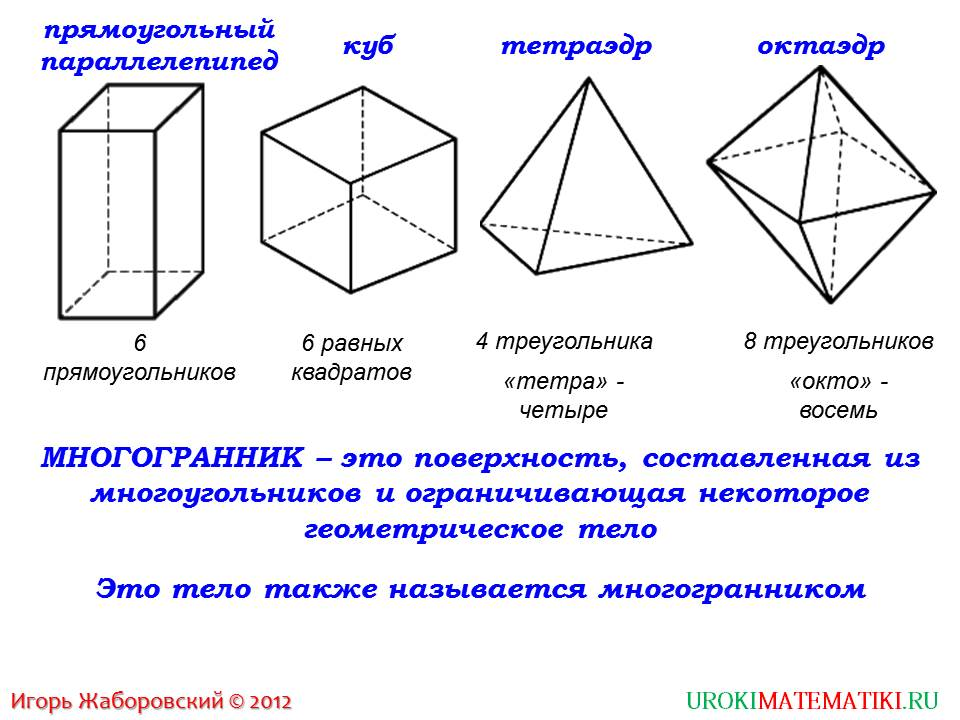 прямоугольный
параллелепипед
куб
тетраэдр
октаэдр
6
прямоугольников
6 равных
квадратов
4 треугольника
«тетра» -
четыре
8 треугольников
«окто» -
восемь
МНОГОГРАННИК – это поверхность, составленная из
многоугольников и ограничивающая некоторое
геометрическое тело
Это тело также называется многогранником
Игорь Жаборовский © 2012
UROKIMATEMATIKI.RU